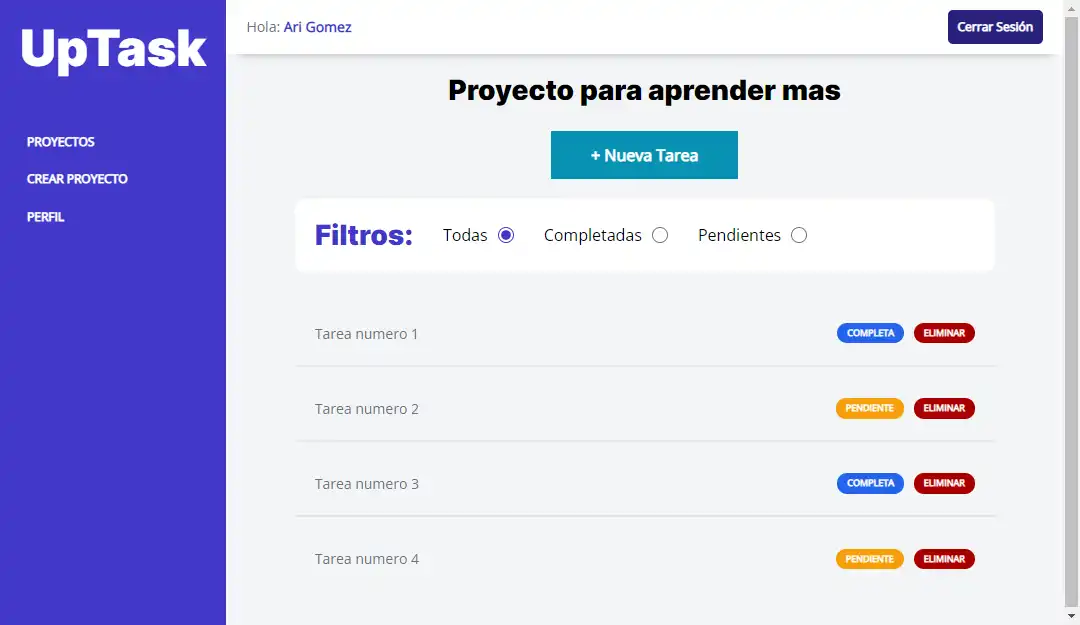 UpTask
PROYECTOS
CREAR PROYECTO
PERFIL
Hola: Ari Gomez
Cerrar Sesión
Proyecto para aprender mas
+ Nueva Tarea
Filtros: Todas Completadas Pendientes
Tarea numero 1 COMPLETA ELIMINAR
Tarea numero 2 PENDIENTE ELIMINAR
Tarea numero 3 COMPLETA ELIMINAR
Tarea numero 4 PENDIENTE ELIMINAR